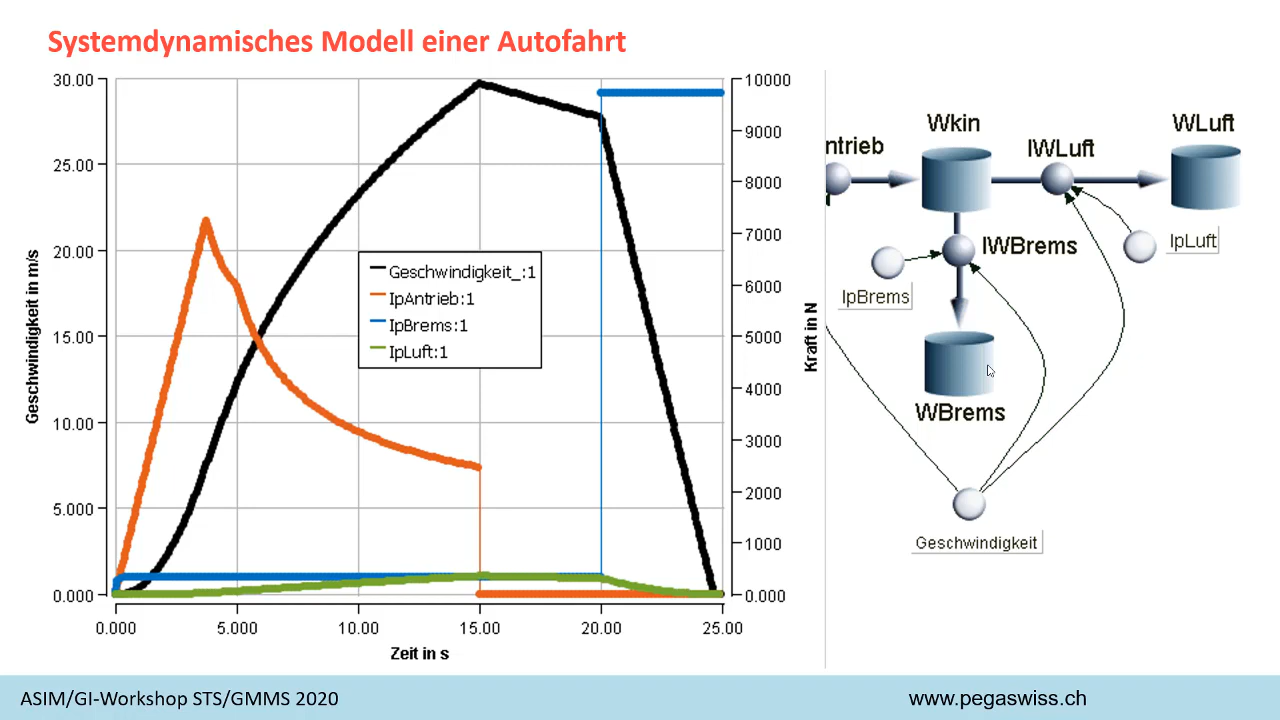 Systemdynamisches Modell einer Autofahrt
30.00
25.00
20.00
15.00
10.00
5.000
0.000
Geschwindigkeit in m/s
Geschwindigkeit_:1
IpAntrieb:1
IpBrems:1
IpLuft:1
10000
9000
8000
7000
6000
5000
4000
3000
2000
1000
0.000
Kraft in N
0.000 5.000 10.00 15.00 20.00 25.00
Zeit in s
ntrieb
Wkin
IWLuft
WLuft
IWBrems
IpLuft
IpBrems
WBrems
Geschwindigkeit
ASIM/GI-Workshop STS/GMMS 2020
www.pegaswiss.ch